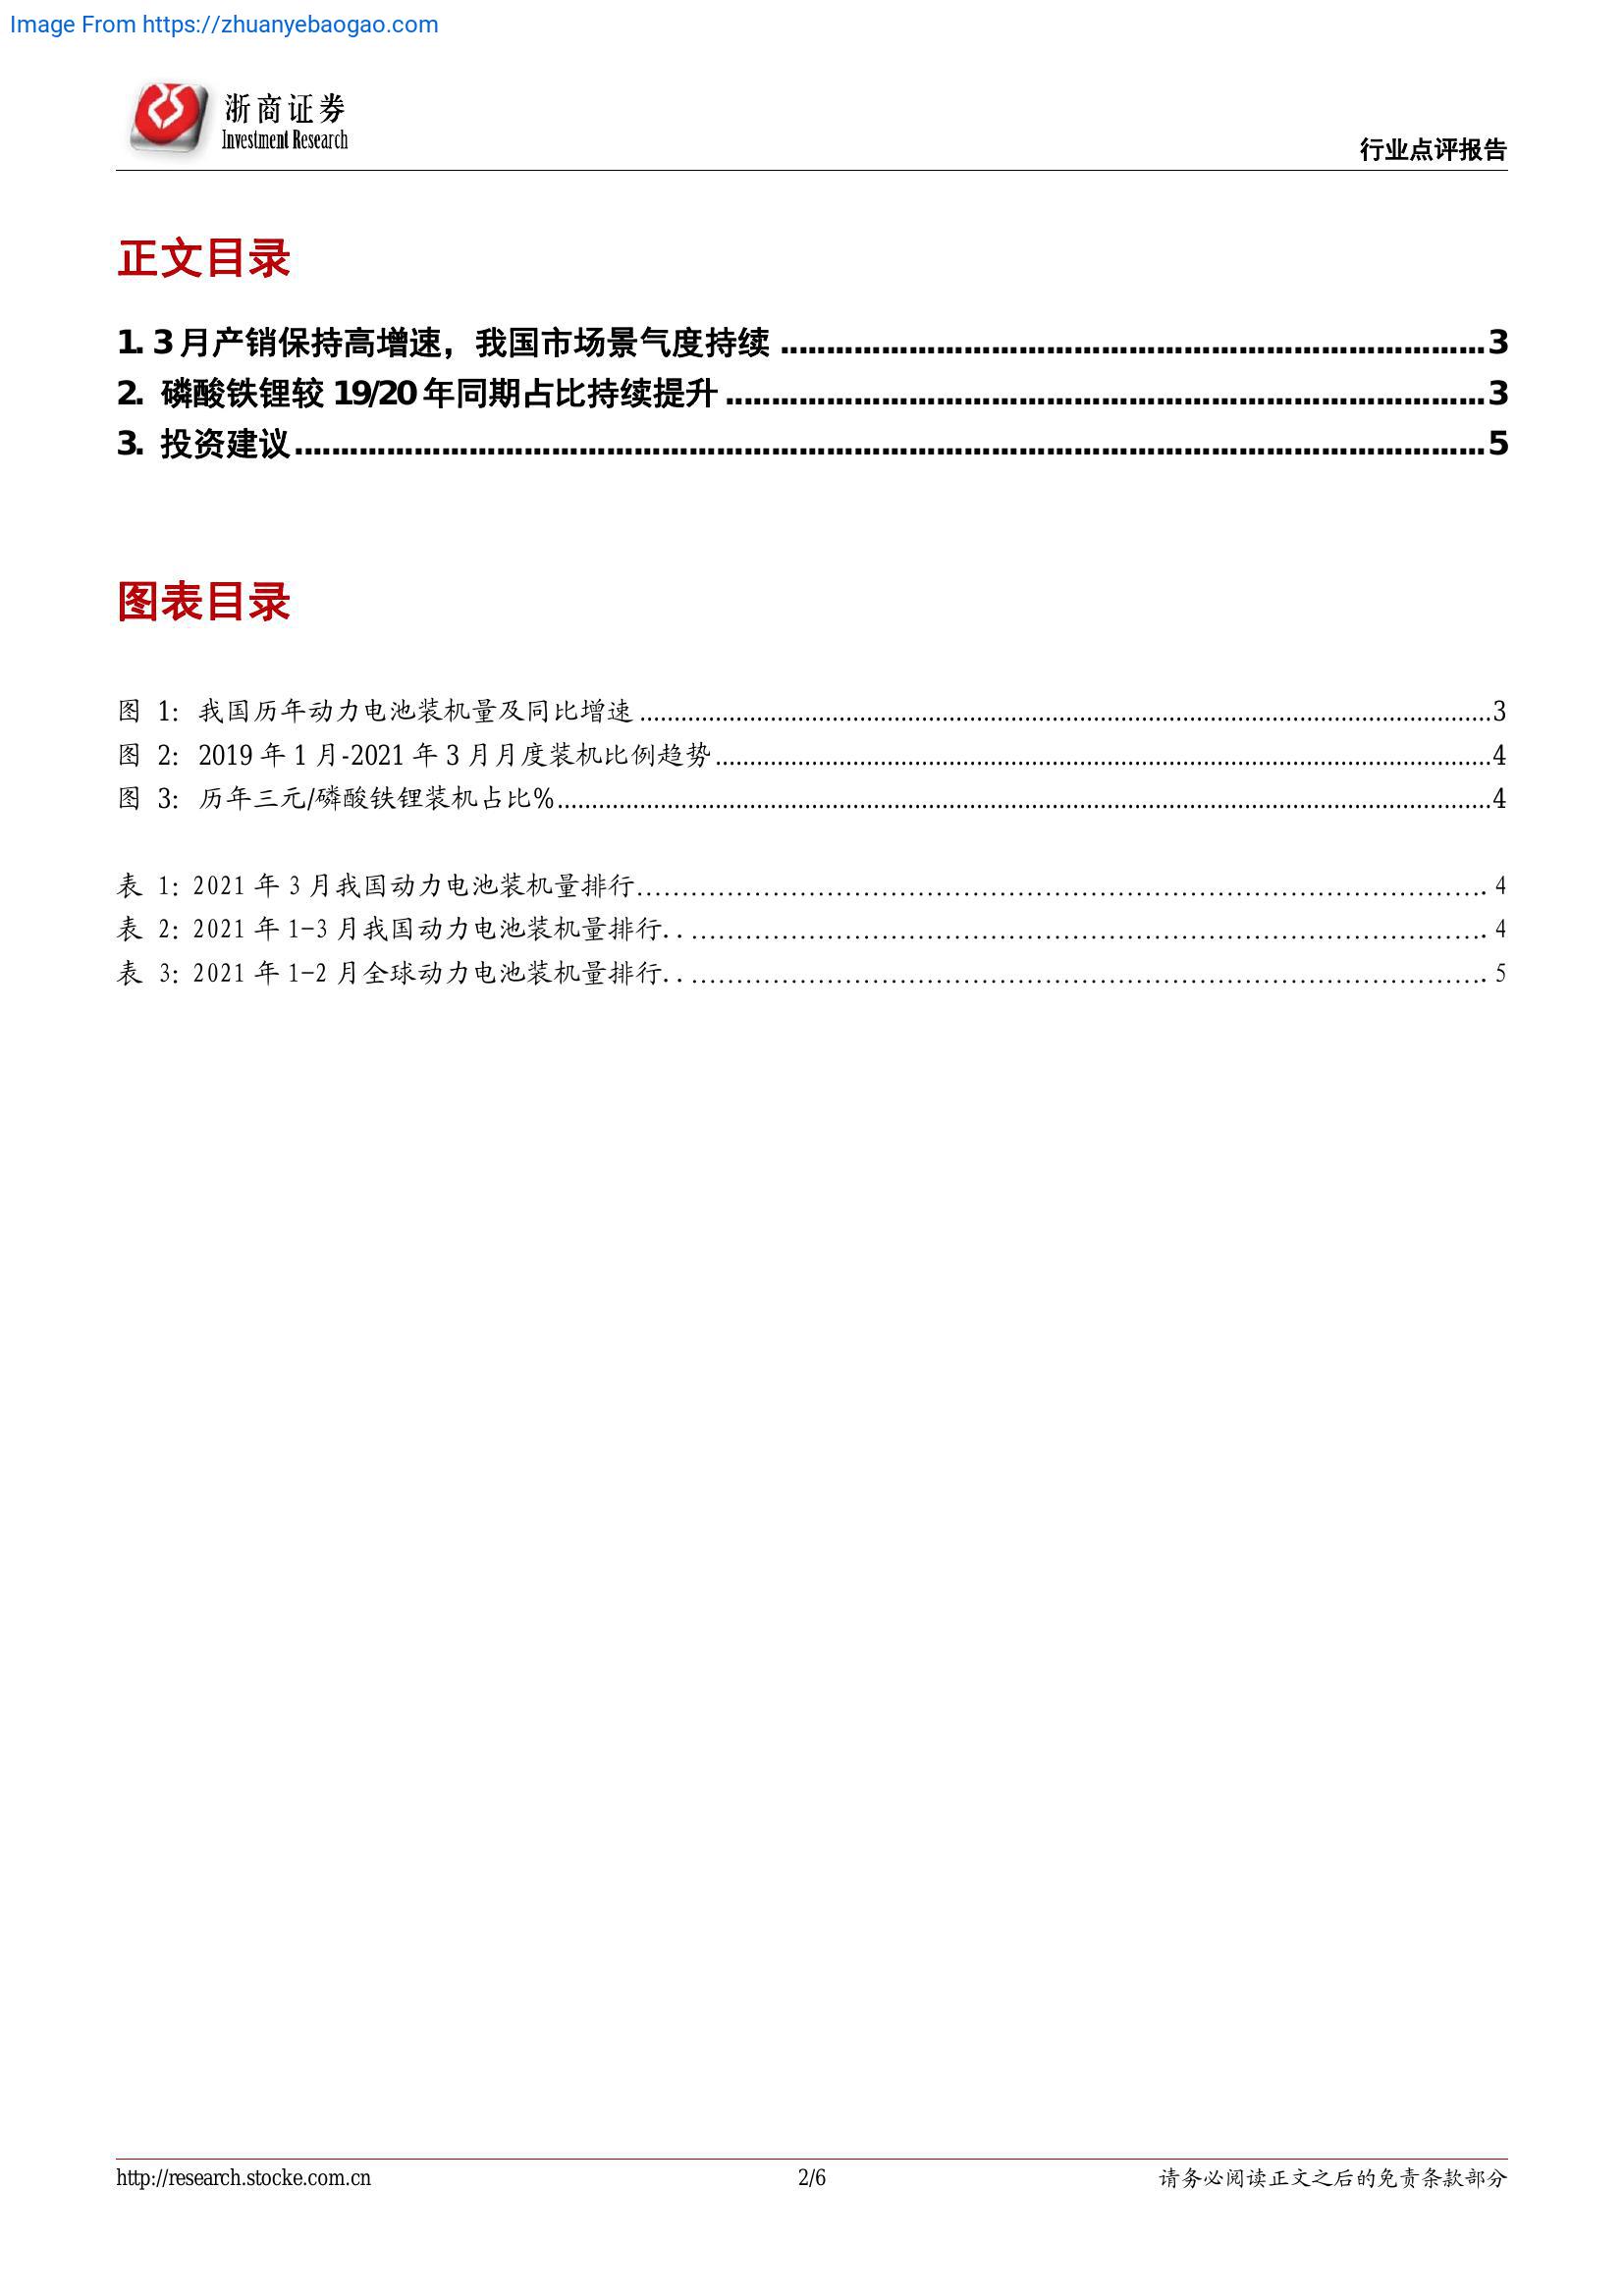 Image From https://zhuanyebaogao.com
浙商证券
Investment Research
行业点评报告
正文目录
1. 3 月产销保持高增速，我国市场景气度持续 ........................................................................ 3
2. 磷酸铁锂较 19/20 年同期占比持续提升 ........................................................................ 3
3. 投资建议 ........................................................................ 5
图表目录
图 1: 我国历年动力电池装机量及同比增速 ........................................................................ 3
图 2: 2019 年 1 月-2021 年 3 月月度装机比例趋势 ........................................................................ 4
图 3: 历年三元/磷酸铁锂装机占比% ........................................................................ 4
表 1: 2021 年 3 月我国动力电池装机量排行 ........................................................................ 4
表 2: 2021 年 1-3 月我国动力电池装机量排行 ........................................................................ 4
表 3: 2021 年 1-2 月全球动力电池装机量排行 ........................................................................ 5
http://research.stocke.com.cn
2/6
请务必阅读正文之后的免责条款部分